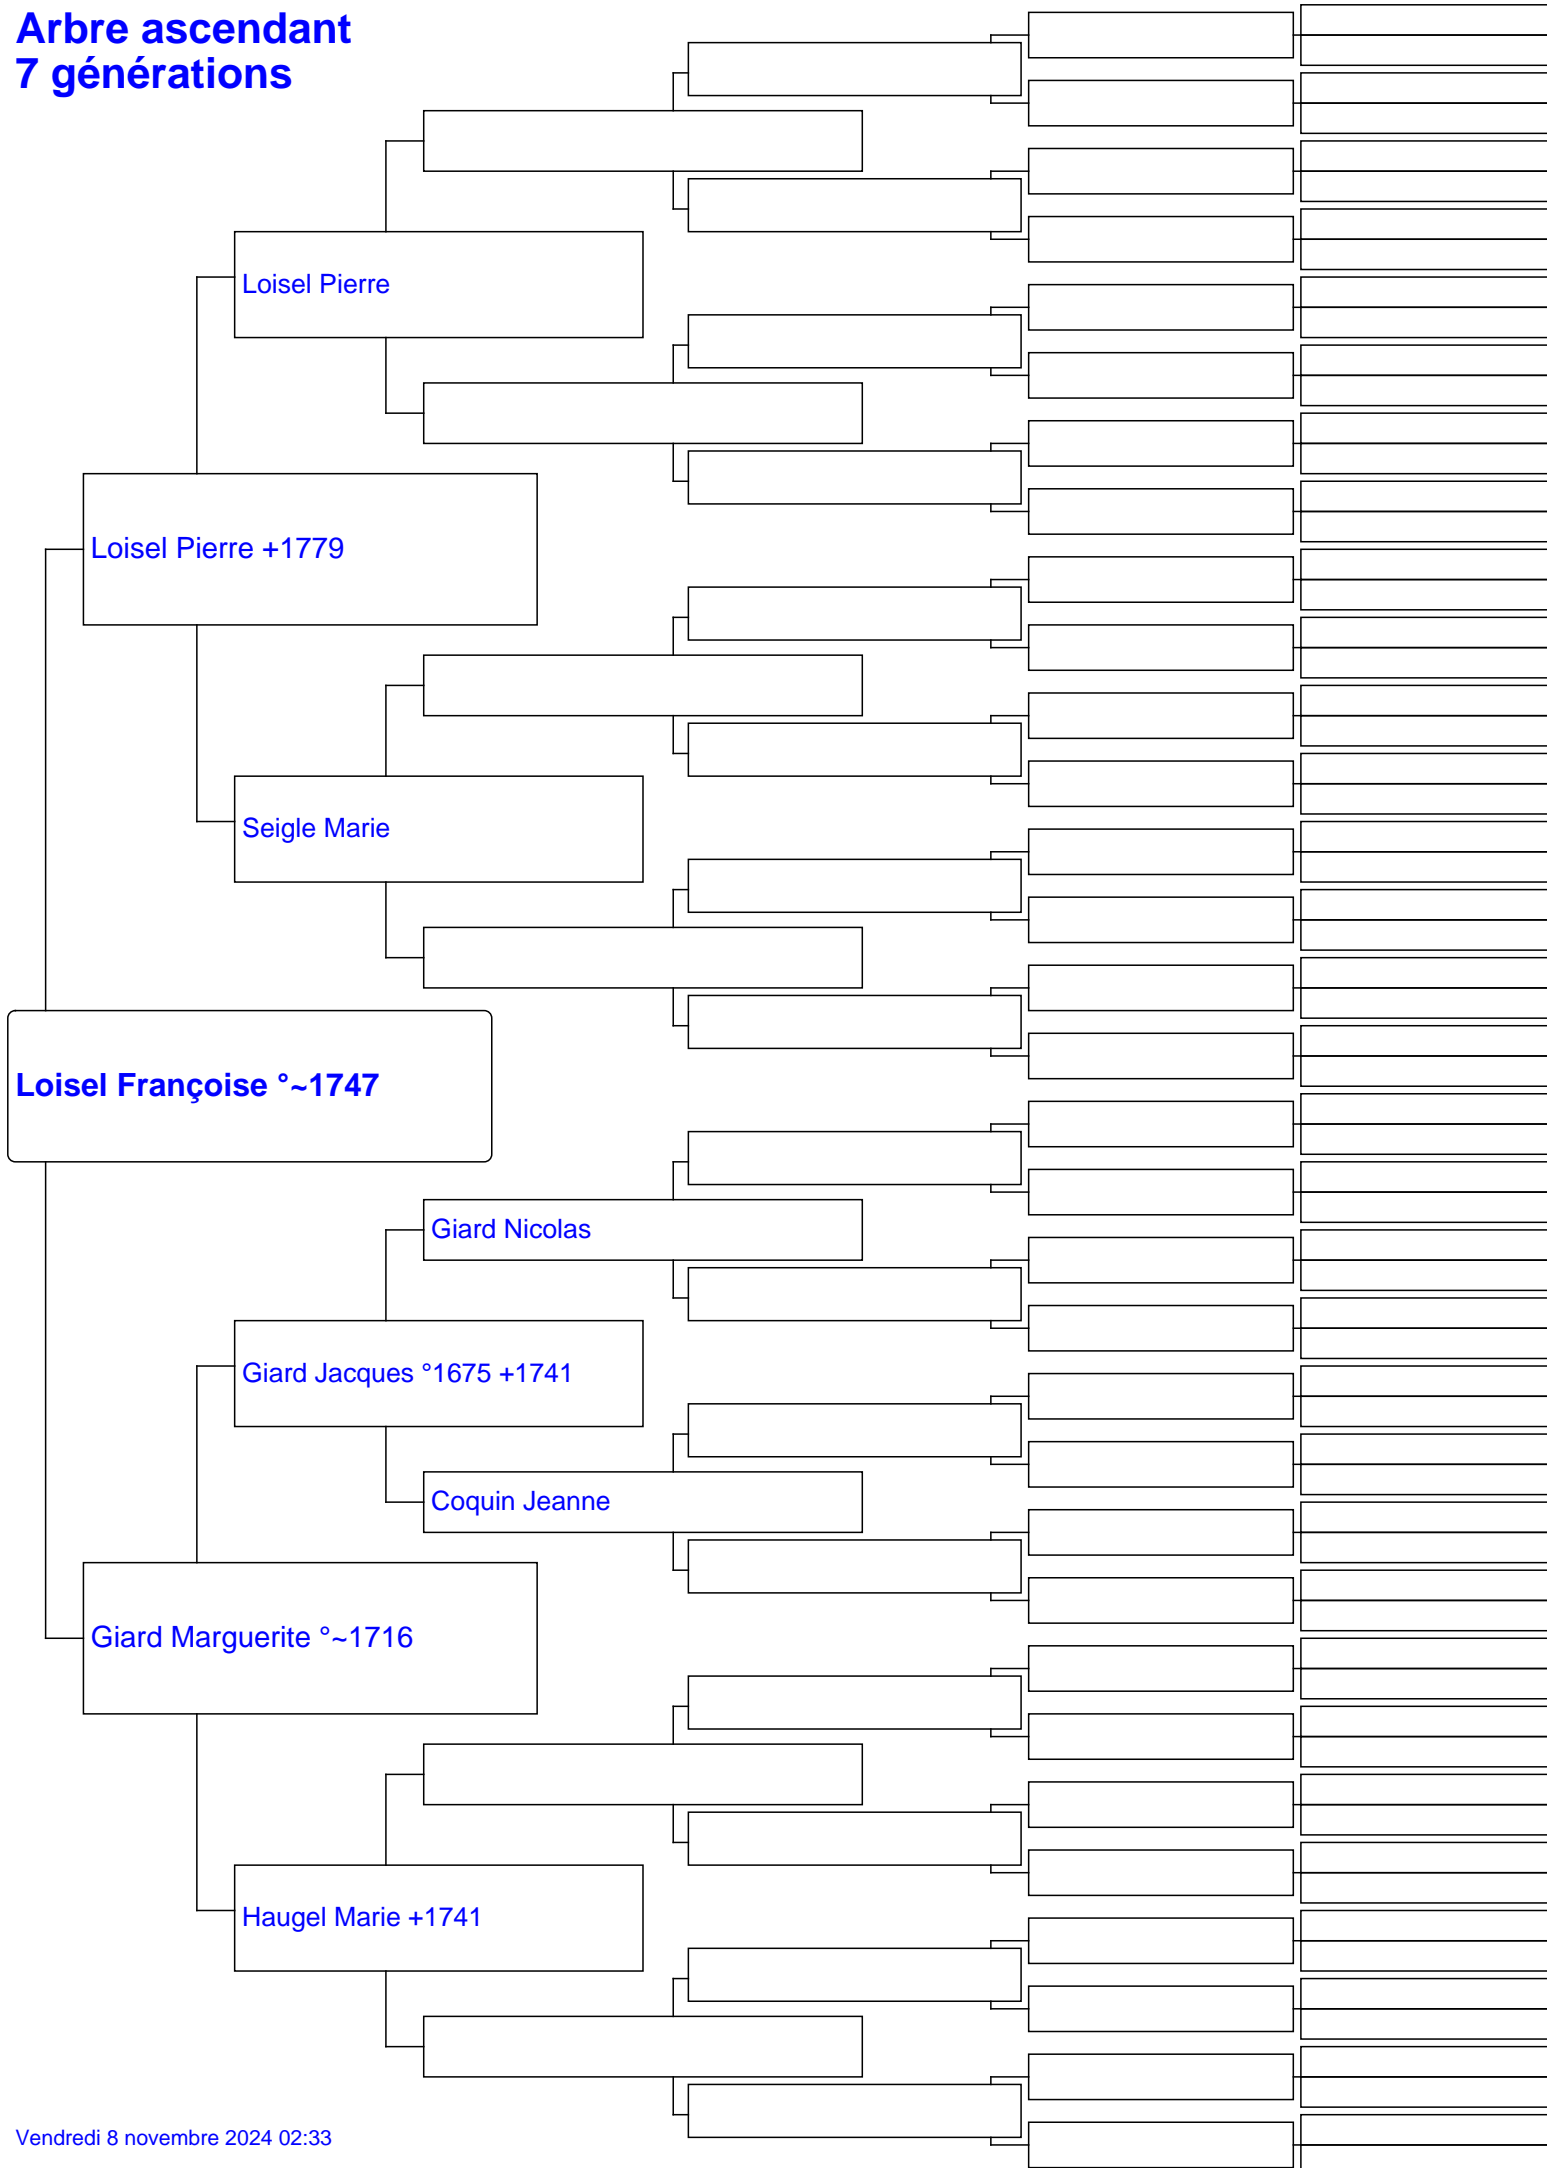 Arbre ascendant
7 générations
Loisel Pierre
Loisel Pierre +1779
Seigle Marie
Loisel Françoise °~1747
Giard Nicolas
Giard Jacques °1675 +1741
Coquin Jeanne
Giard Marguerite °~1716
Haugel Marie +1741
Vendredi 8 novembre 2024 02:33